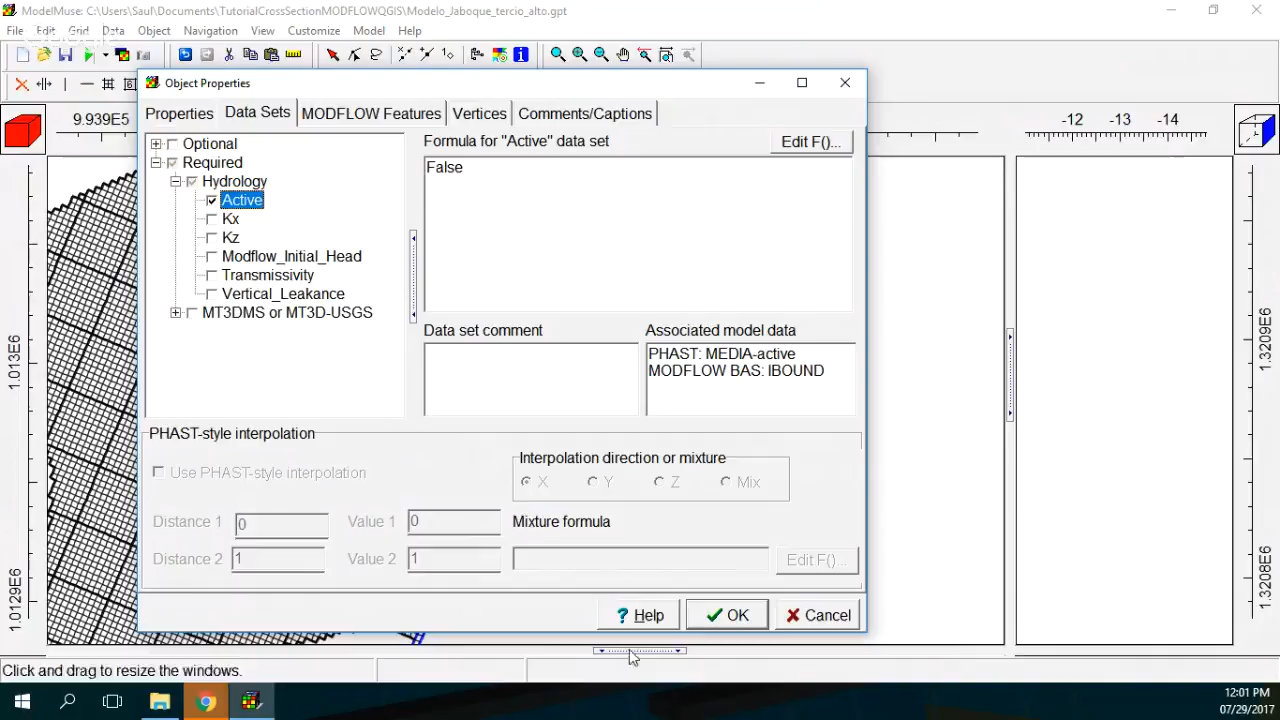 ModelMuse: C:\Users\Saul\Documents\TutorialCrossSectionMODFLOWQGIS\Modelo_Jaboque_tercio_alto.gpt
File Edit Grid Data Object Navigation View Customize Model Help
Object Properties
Properties Data Sets MODFLOW Features Vertices Comments/Captions
9.939E5
-12 -13 -14
Optional
Required
Hydrology
Active
Kx
Kz
Modflow_Initial_Head
Transmissivity
Vertical_Leakance
MT3DMS or MT3D-USGS
Formula for "Active" data set
Edit F()...
False
Data set comment
Associated model data
PHAST: MEDIA-active
MODFLOW BAS: IBOUND
1.013E6
1.0129E6
1.3209E6
1.3208E6
PHAST-style interpolation
Use PHAST-style interpolation
Interpolation direction or mixture
X Y Z Mix
Distance 1 0 Value 1 0 Mixture formula
Distance 2 1 Value 2 1 Edit F()...
Help OK Cancel
Click and drag to resize the windows.
12:01 PM
07/29/2017